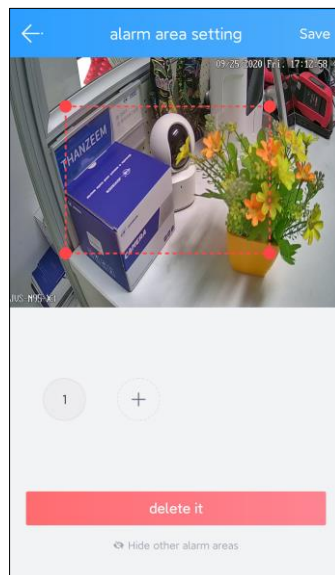 alarm area setting
Save
09-25-2020 Fri. 17:12:58
THANZEEM
CAMERA
1
+
delete it
Hide other alarm areas